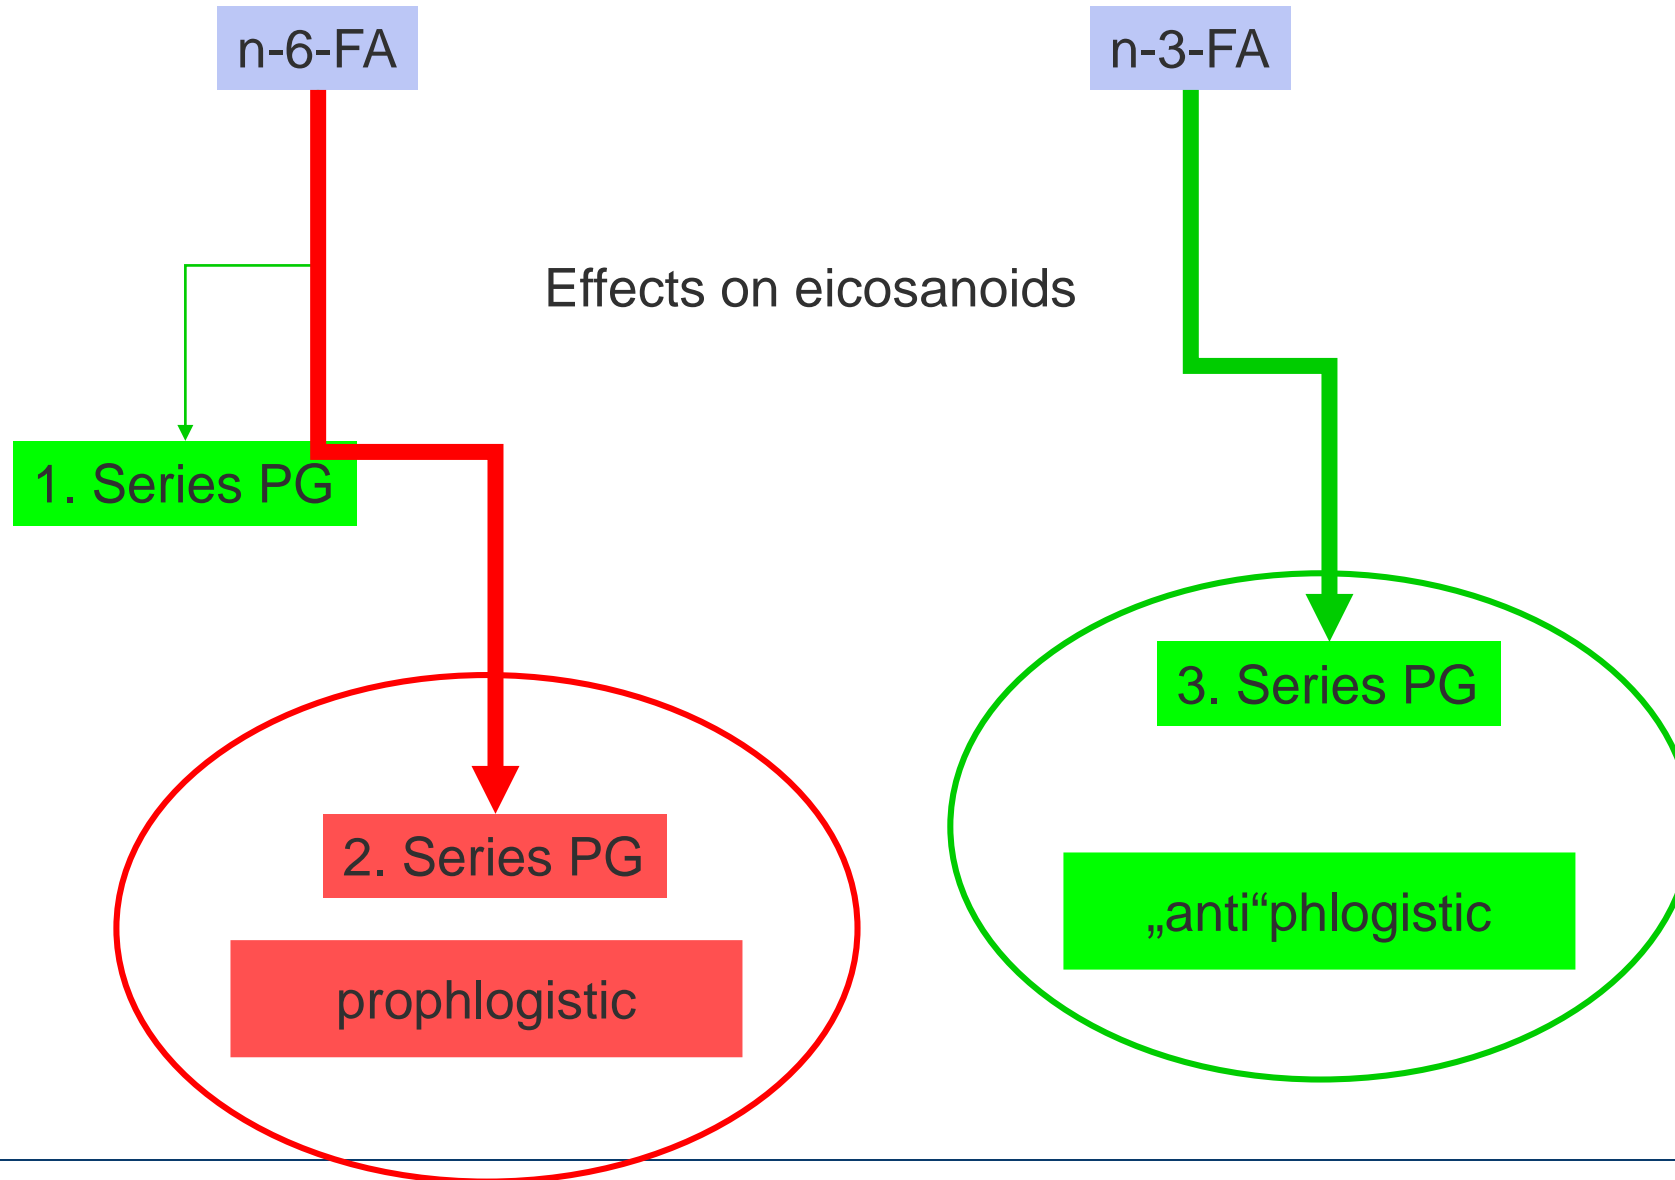 n-6-FA
n-3-FA
Effects on eicosanoids
1. Series PG
3. Series PG
2. Series PG
„anti“phlogistic
prophlogistic